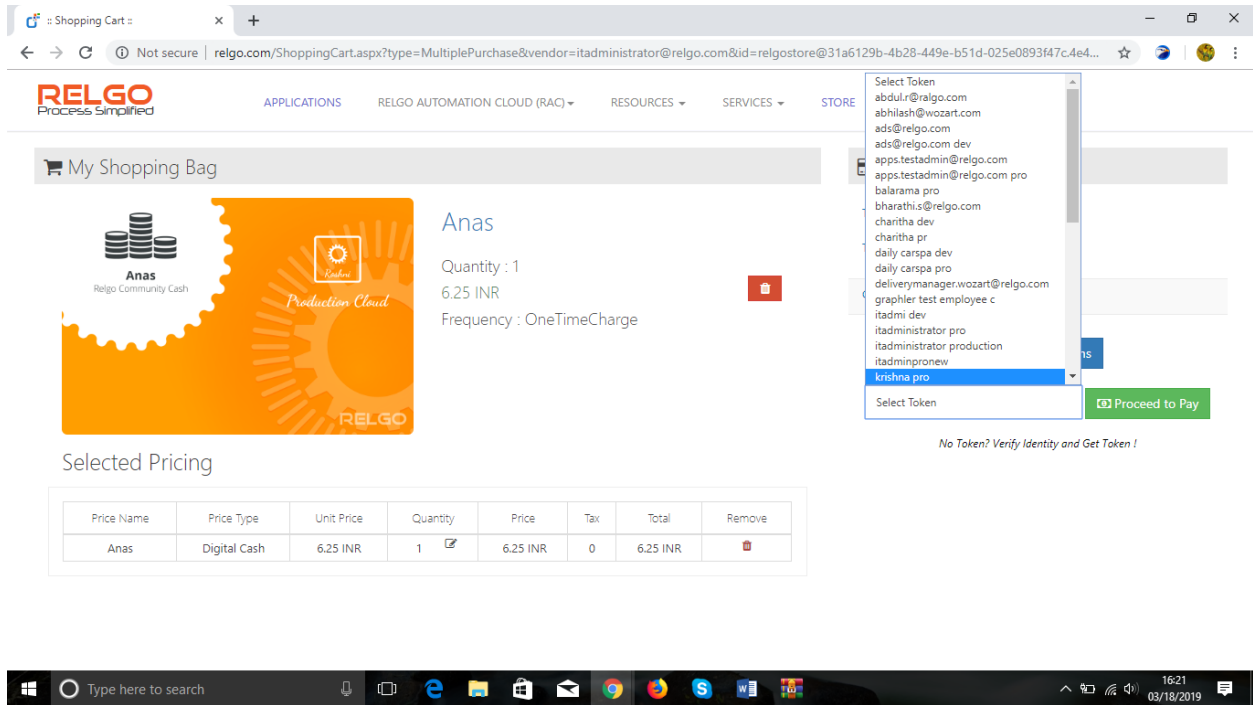 :: Shopping Cart ::
Not secure | relgo.com/ShoppingCart.aspx?type=MultiplePurchase&vendor=itadministrator@relgo.com&id=relgostore@31a6129b-4b28-449e-b51d-025e0893f47c.4e4...
RELGO
Process Simplified
APPLICATIONS RELGO AUTOMATION CLOUD (RAC) RESOURCES SERVICES STORE
My Shopping Bag
Anas
Relgo Community Cash
Krishni
Production Cloud
RELGO
Anas
Quantity : 1
6.25 INR
Frequency : OneTimeCharge
Select Token
abdul.r@ralgo.com
abhilash@wozart.com
ads@relgo.com
ads@relgo.com dev
apps.testadmin@relgo.com
apps.testadmin@relgo.com pro
balarama pro
bharathi.s@relgo.com
charitha dev
charitha pr
daily carspa dev
daily carspa pro
deliverymanager.wozart@relgo.com
graphler test employee c
itadmi dev
itadministrator pro
itadministrator production
itadminpronew
krishna pro
Select Token
Proceed to Pay
No Token? Verify Identity and Get Token !
Selected Pricing
Price Name Price Type Unit Price Quantity Price Tax Total Remove
Anas Digital Cash 6.25 INR 1 6.25 INR 0 6.25 INR
Type here to search
16:21
03/18/2019